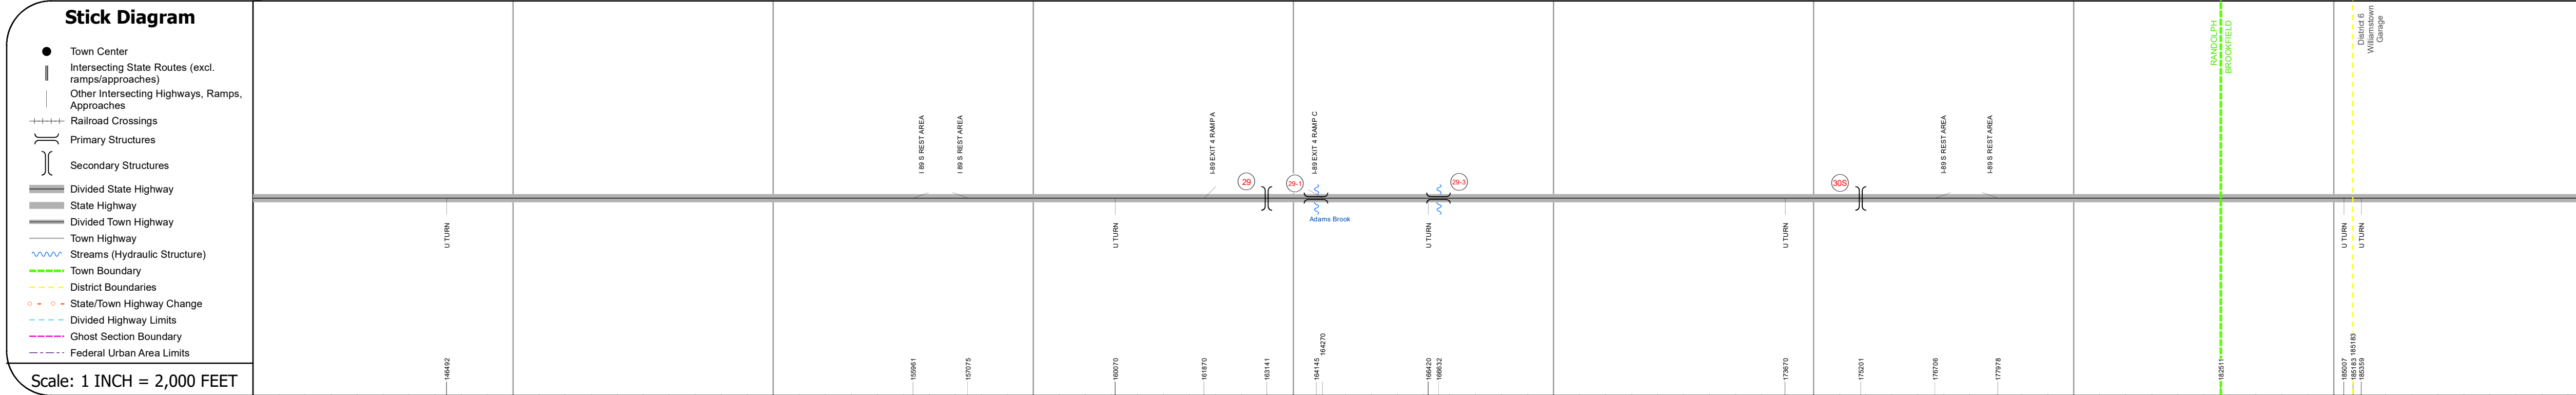 Stick Diagram
Town Center
Intersecting State Routes (excl.
ramps/approaches)
Other Intersecting Highways, Ramps,
Approaches
Railroad Crossings
Primary Structures
Secondary Structures
Divided State Highway
State Highway
Divided Town Highway
Town Highway
Streams (Hydraulic Structure)
Town Boundary
District Boundaries
State/Town Highway Change
Divided Highway Limits
Ghost Section Boundary
Federal Urban Area Limits
Scale: 1 INCH = 2,000 FEET
RANDOLPH
BROOKFIELD
District 6
Williamstown
Garage
I 89 S REST AREA
I 89 S REST AREA
I-89 EXIT 4 RAMP A
I-89 EXIT 4 RAMP C
I-89 S REST AREA
I-89 S REST AREA
29
29-1
29-3
30S
Adams Brook
U TURN
U TURN
U TURN
U TURN
U TURN
U TURN
146492
155961
157075
160070
161870
163141
164145
164270
166420
166632
173670
175201
176706
177978
182511
185007
185183
185183
185359